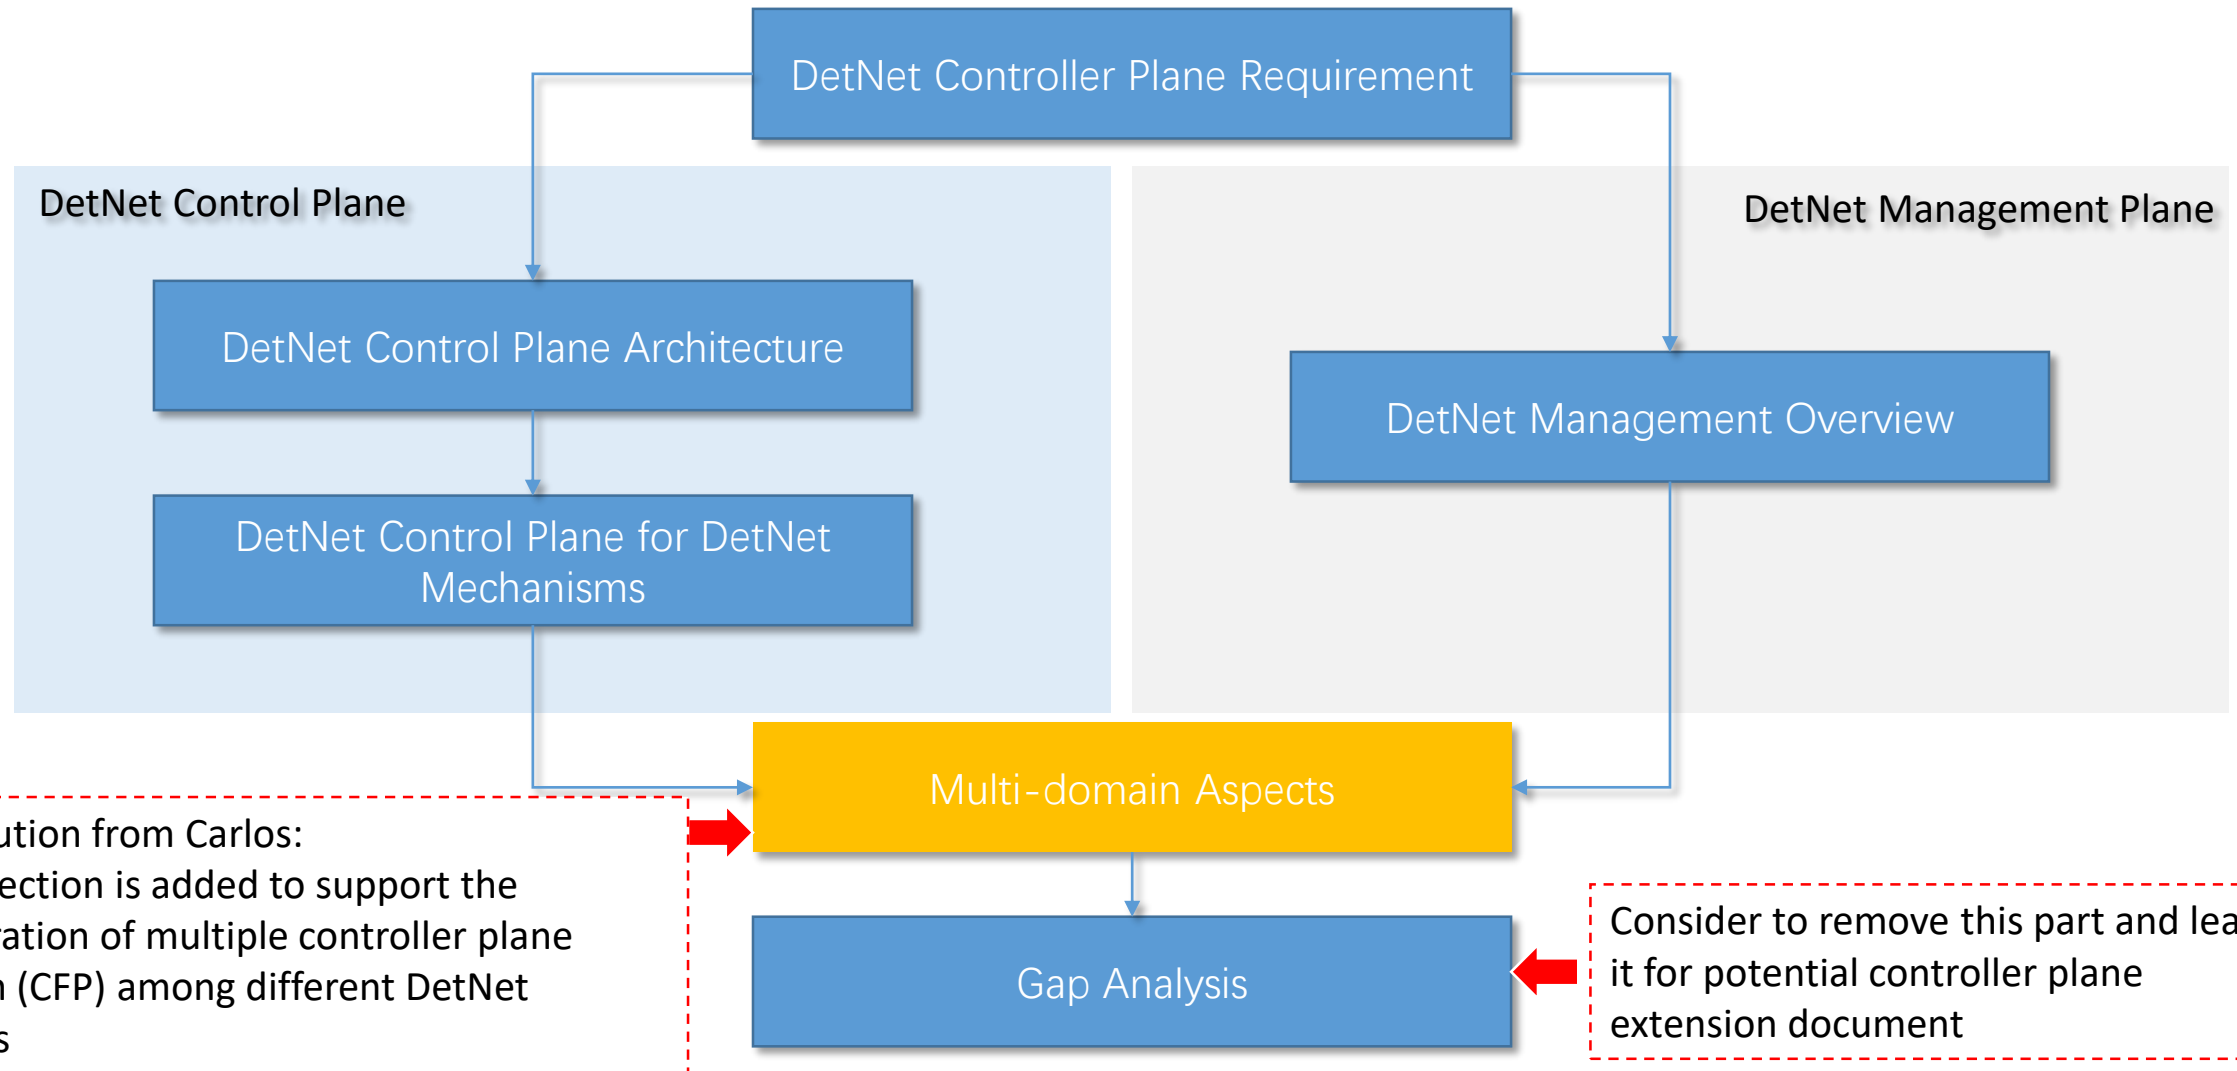 DetNet Controller Plane Requirement
DetNet Control Plane
DetNet Management Plane
DetNet Control Plane Architecture
DetNet Management Overview
DetNet Control Plane for DetNet
Mechanisms
Multi-domain Aspects
ution from Carlos:
ection is added to support the
ration of multiple controller plane
(CFP) among different DetNet
s
Gap Analysis
Consider to remove this part and lea
it for potential controller plane
extension document